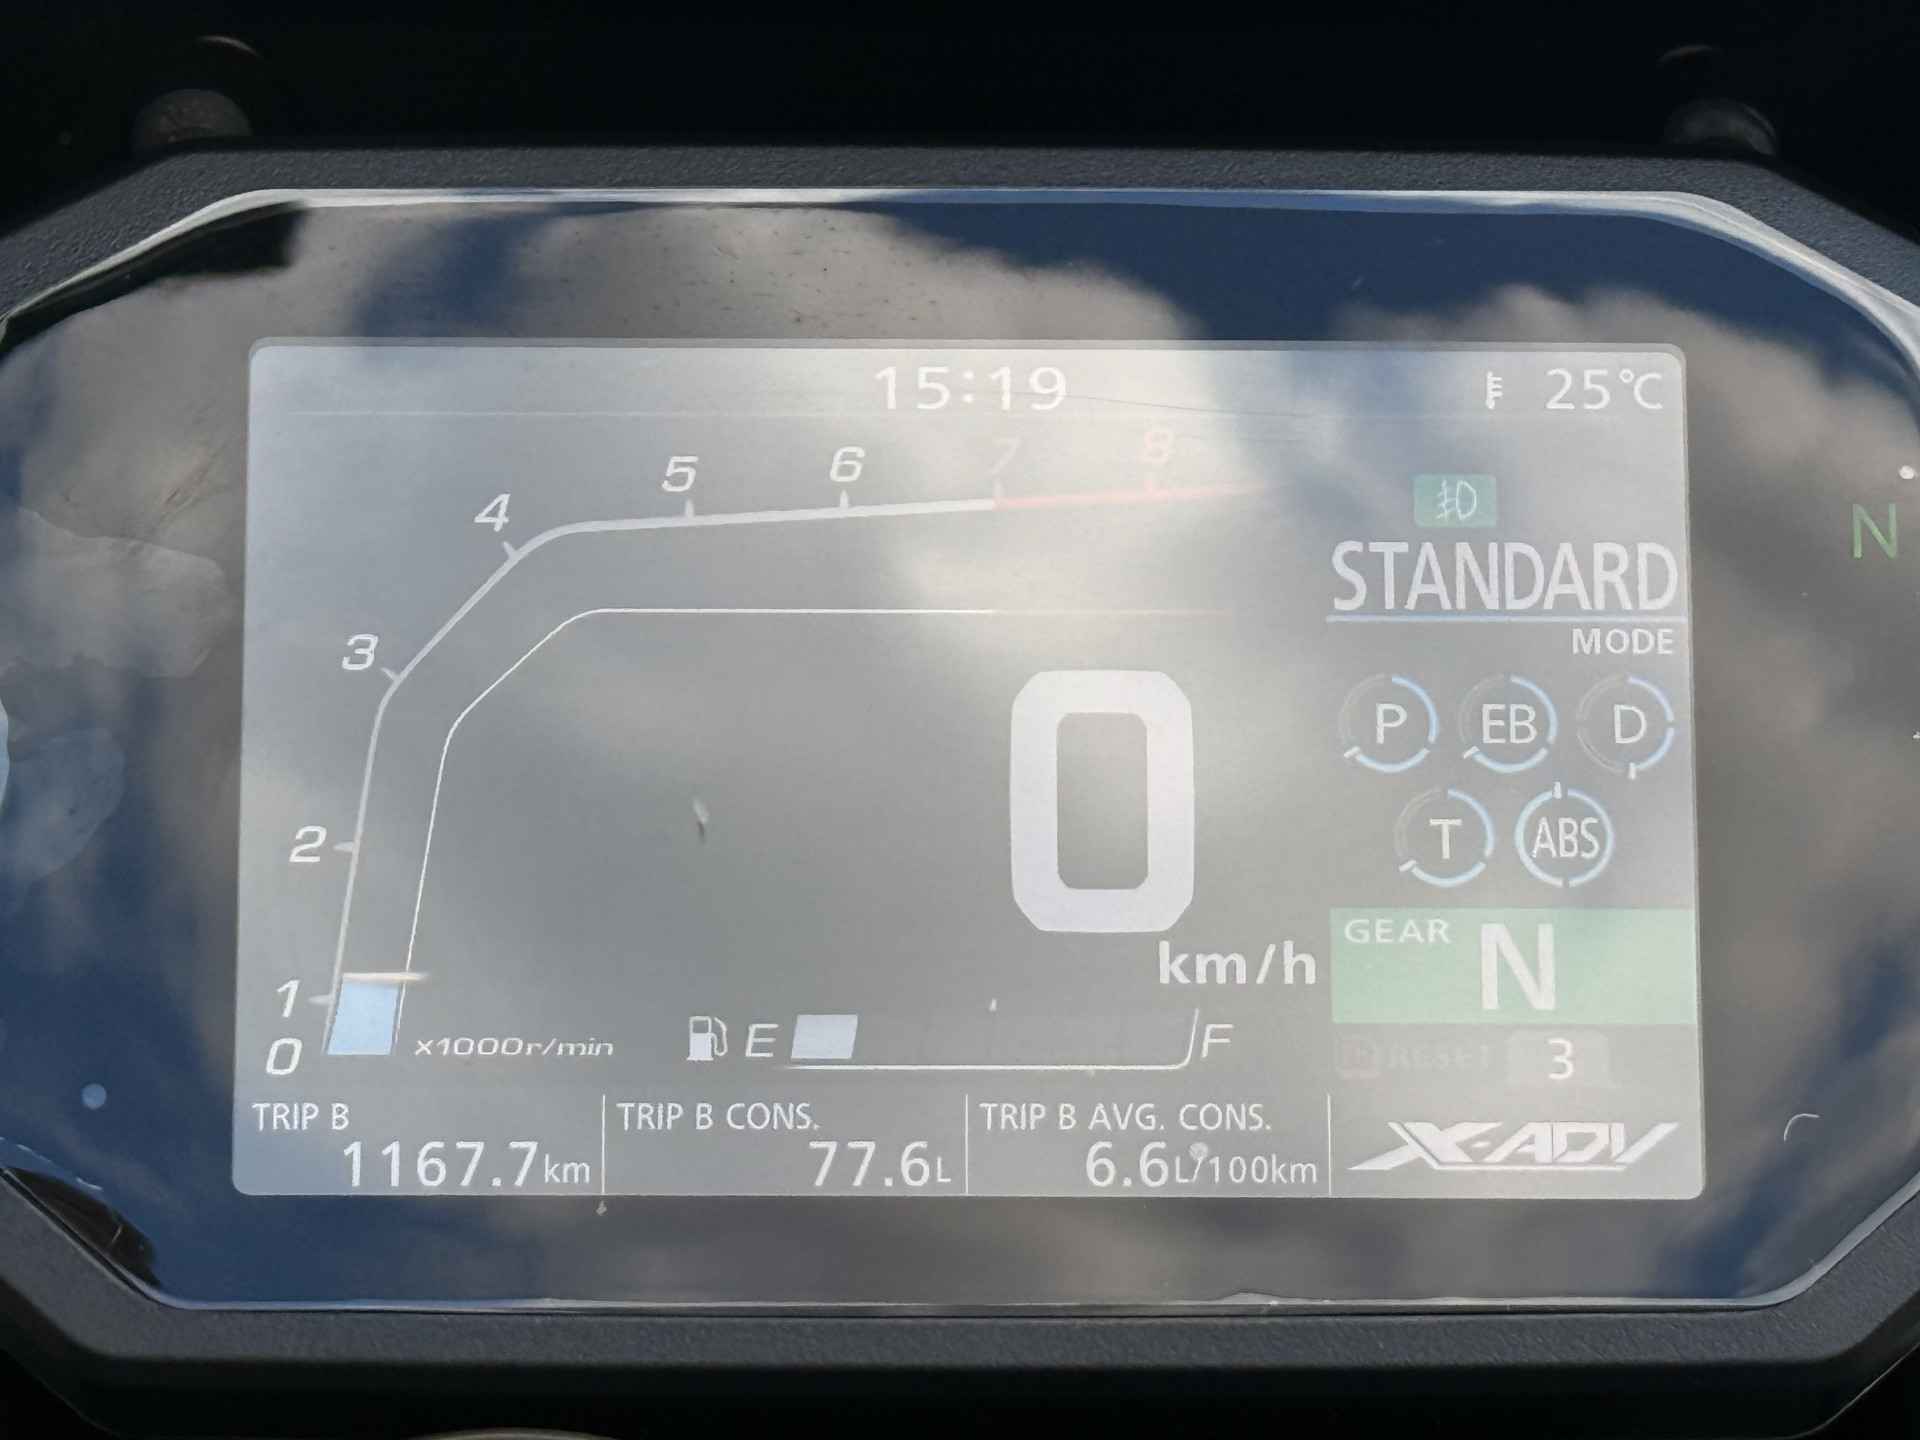 15:19 25°C
4 5 6 7 8
STANDARD
MODE
3
P EB D
2
T ABS
0
km/h
GEAR N
N
1
0 x1000r/min E F
Reset 3
TRIP B TRIP B CONS. TRIP B AVG. CONS.
1167.7km 77.6L 6.6L/100km
X-ADV